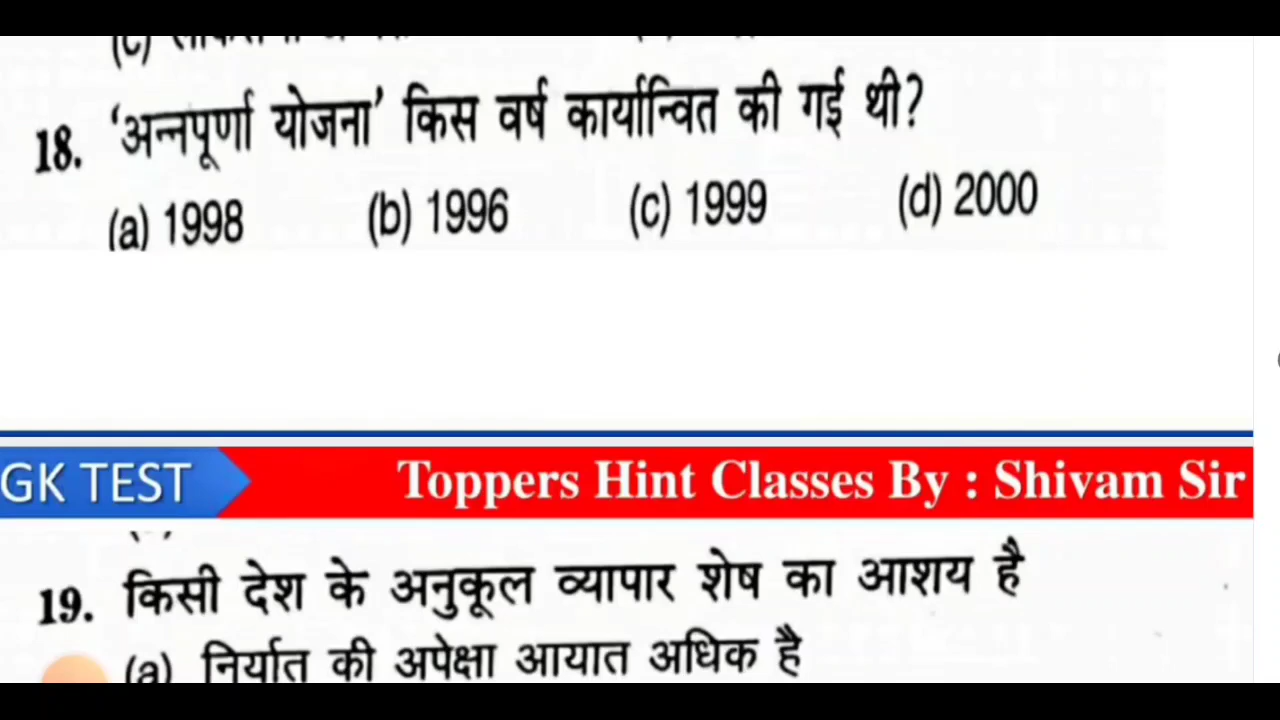 (c)
18. 'अन्नपूर्णा योजना' किस वर्ष कार्यान्वित की गई थी?
(a) 1998 (b) 1996 (c) 1999 (d) 2000
GK TEST Toppers Hint Classes By : Shivam Sir
19. किसी देश के अनुकूल व्यापार शेष का आशय है
(a) निर्यात की अपेक्षा आयात अधिक है